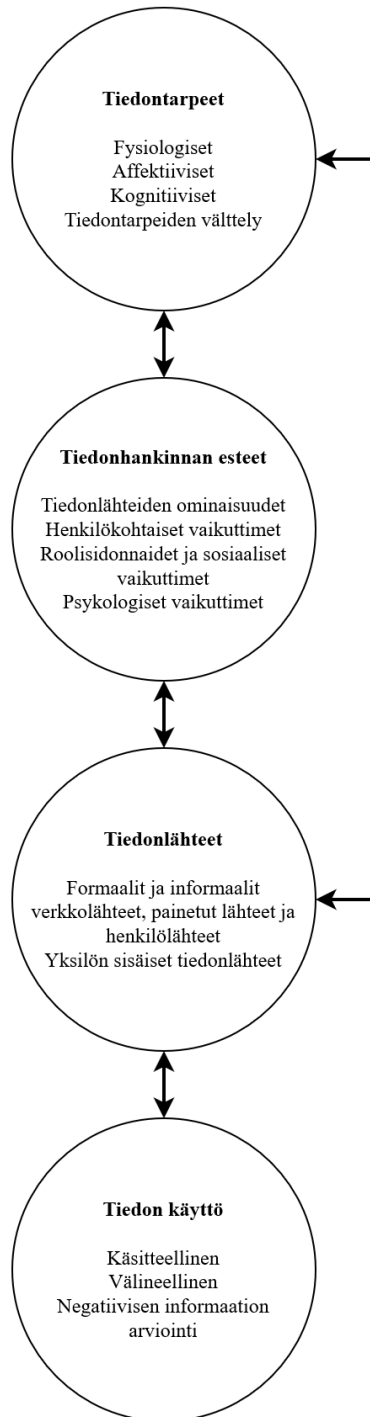 Tiedontarpeet
Fysiologiset
Affektiiviset
Kognitiiviset
Tiedontarpeiden välttely
Tiedonhankinnan esteet
Tiedonlähteiden ominaisuudet
Henkilökohtaiset vaikuttimet
Roolisidonnaidet ja sosiaaliset
vaikuttimet
Psykologiset vaikuttimet
Tiedonlähteet
Formaalit ja informaalit
verkkolähteet, painetut lähteet ja
henkilölähteet
Yksilön sisäiset tiedonlähteet
Tiedon käyttö
Käsitteellinen
Välineellinen
Negatiivisen informaation
arviointi